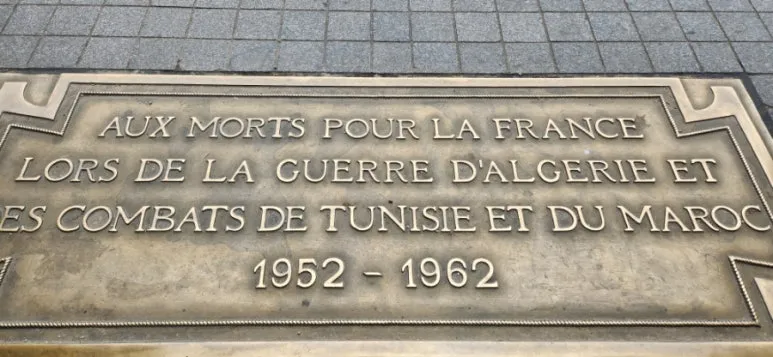 AUX MORTS POUR LA FRANCE
LORS DE LA GUERRE D'ALGERIE ET
ES COMBATS DE TUNISIE ET DU MAROC
1952 - 1962